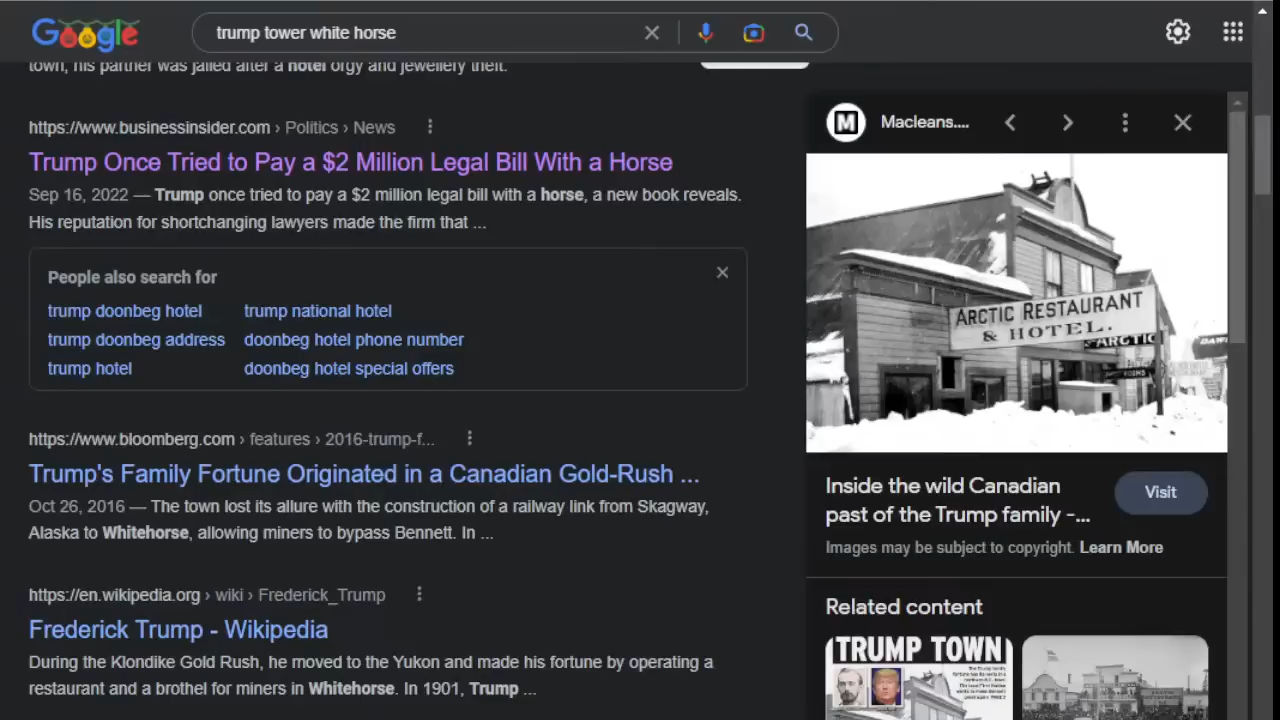 Google
trump tower white horse
town, his partner was jailed after a hotel orgy and jewellery theft.
https://www.businessinsider.com › Politics › News
Trump Once Tried to Pay a $2 Million Legal Bill With a Horse
Sep 16, 2022 — Trump once tried to pay a $2 million legal bill with a horse, a new book reveals.
His reputation for shortchanging lawyers made the firm that ...
People also search for
trump doonbeg hotel
trump national hotel
trump doonbeg address
doonbeg hotel phone number
trump hotel
doonbeg hotel special offers
https://www.bloomberg.com › features › 2016-trump-f...
Trump's Family Fortune Originated in a Canadian Gold-Rush ...
Oct 26, 2016 — The town lost its allure with the construction of a railway link from Skagway,
Alaska to Whitehorse, allowing miners to bypass Bennett. In ...
https://en.wikipedia.org › wiki › Frederick_Trump
Frederick Trump - Wikipedia
During the Klondike Gold Rush, he moved to the Yukon and made his fortune by operating a
restaurant and a brothel for miners in Whitehorse. In 1901, Trump ...
M
Macleans....
ARCTIC RESTAURANT
& HOTEL.
ARCTIC
Inside the wild Canadian
past of the Trump family -...
Visit
Images may be subject to copyright. Learn More
Related content
TRUMP TOWN